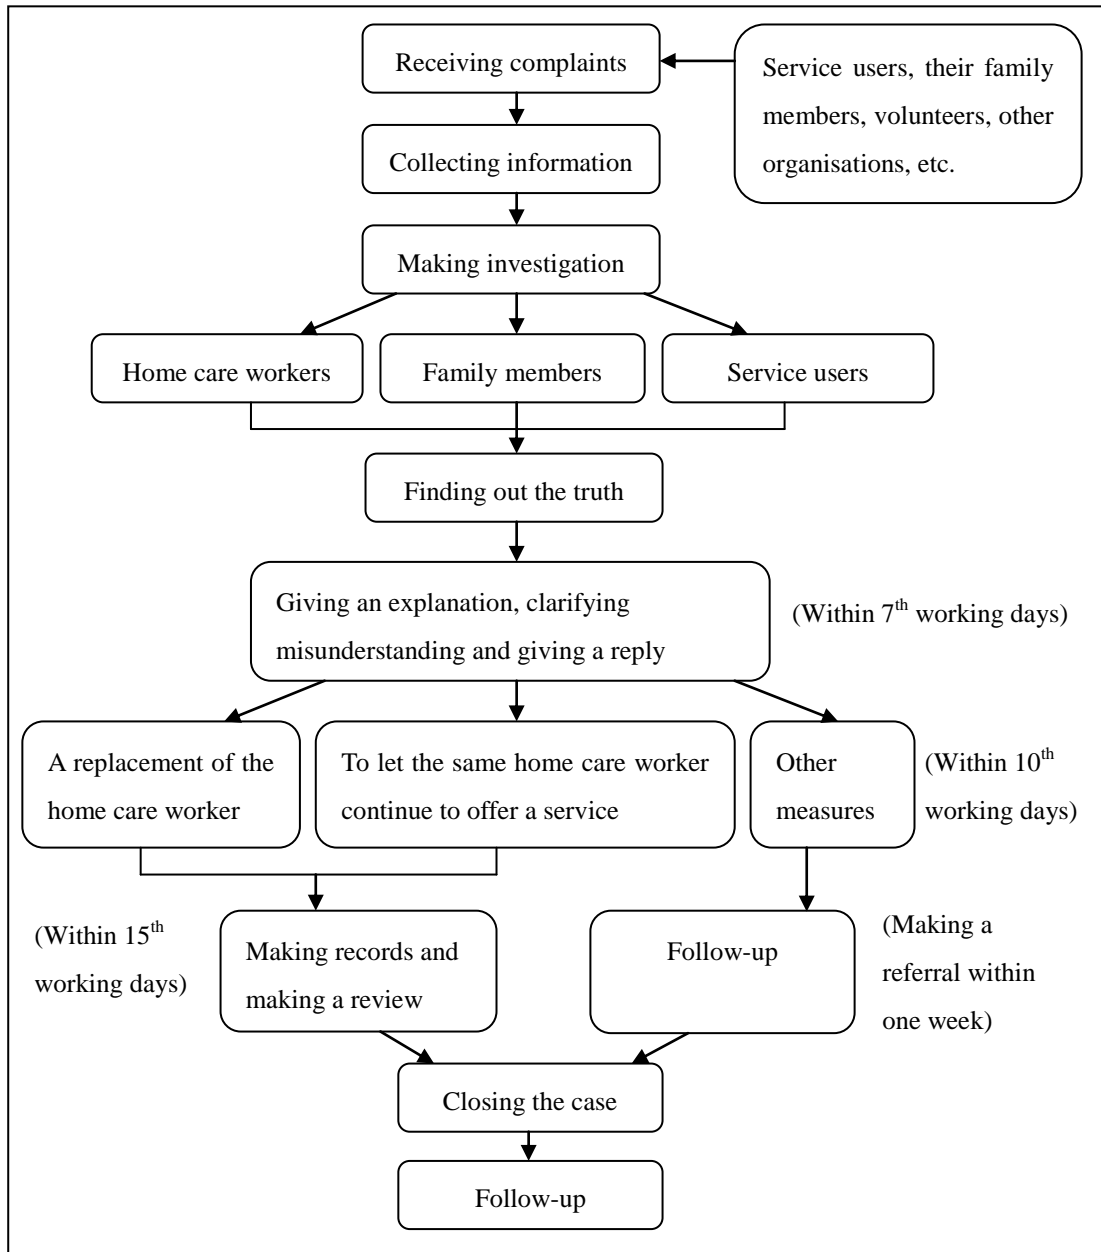 Receiving complaints
Service users, their family
members, volunteers, other
organisations, etc.
Collecting information
Making investigation
Home care workers
Family members
Service users
Finding out the truth
Giving an explanation, clarifying
misunderstanding and giving a reply
(Within 7th working days)
A replacement of the
home care worker
To let the same home care worker
continue to offer a service
Other
measures
(Within 10th
working days)
(Within 15th
working days)
Making records and
making a review
Follow-up
(Making a
referral within
one week)
Closing the case
Follow-up